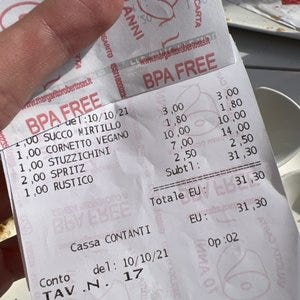 BPA FREE
BPA FREE
del:10/10/21
1,00 SUCCO MIRTILLO 3,00 3,00
1,00 CORNETTO VEGANO 1,80 1,80
1,00 STUZZICHINI 10,00 10,00
2,00 SPRITZ 7,00 14,00
1,00 RUSTICO 2,50 2,50
Subtl: 31,30
Totale EU: 31,30
EU: 31,30
Cassa CONTANTI
Op:02
Conto del: 10/10/21
TAV .N. 17